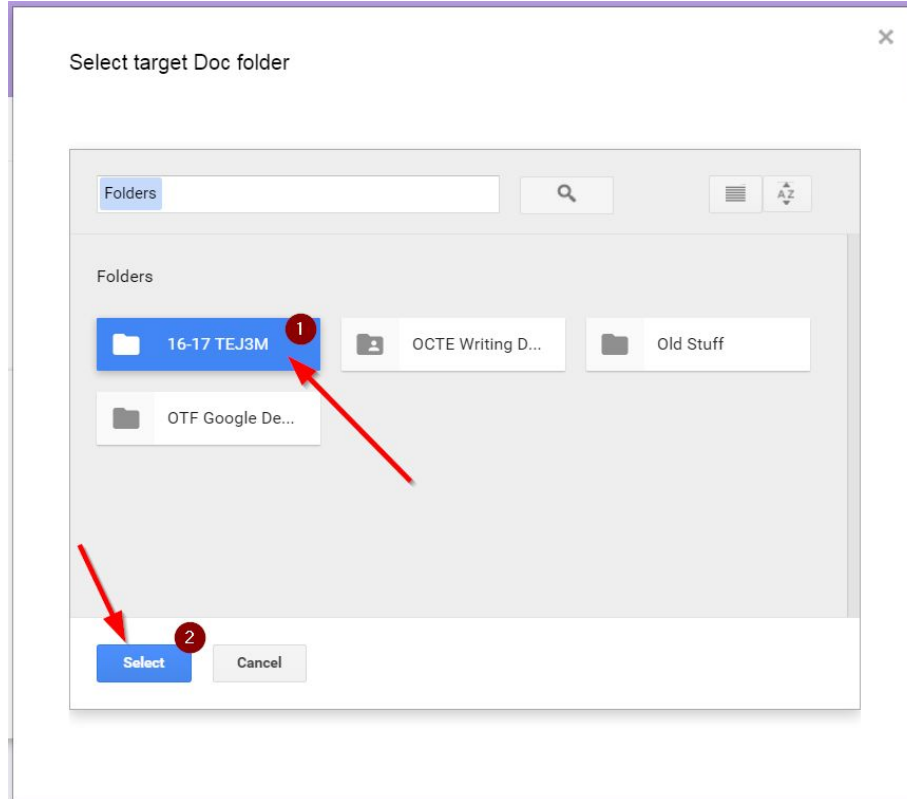 Select target Doc folder
Folders
Folders
16-17 TEJ3M
1
OCTE Writing D...
Old Stuff
OTF Google De...
2
Select
Cancel